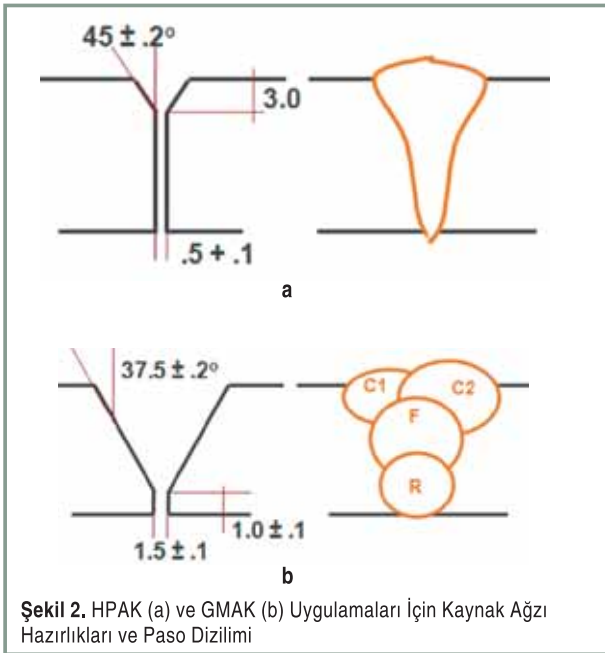 45 ± .2°
3.0
.5 + .1
a
37.5 ± .2°
C1 C2
F
R
1.0 ± .1
1.5 ± .1
b
Şekil 2. HPAK (a) ve GMAK (b) Uygulamaları İçin Kaynak Ağzı
Hazırlıkları ve Paso Dizilimi